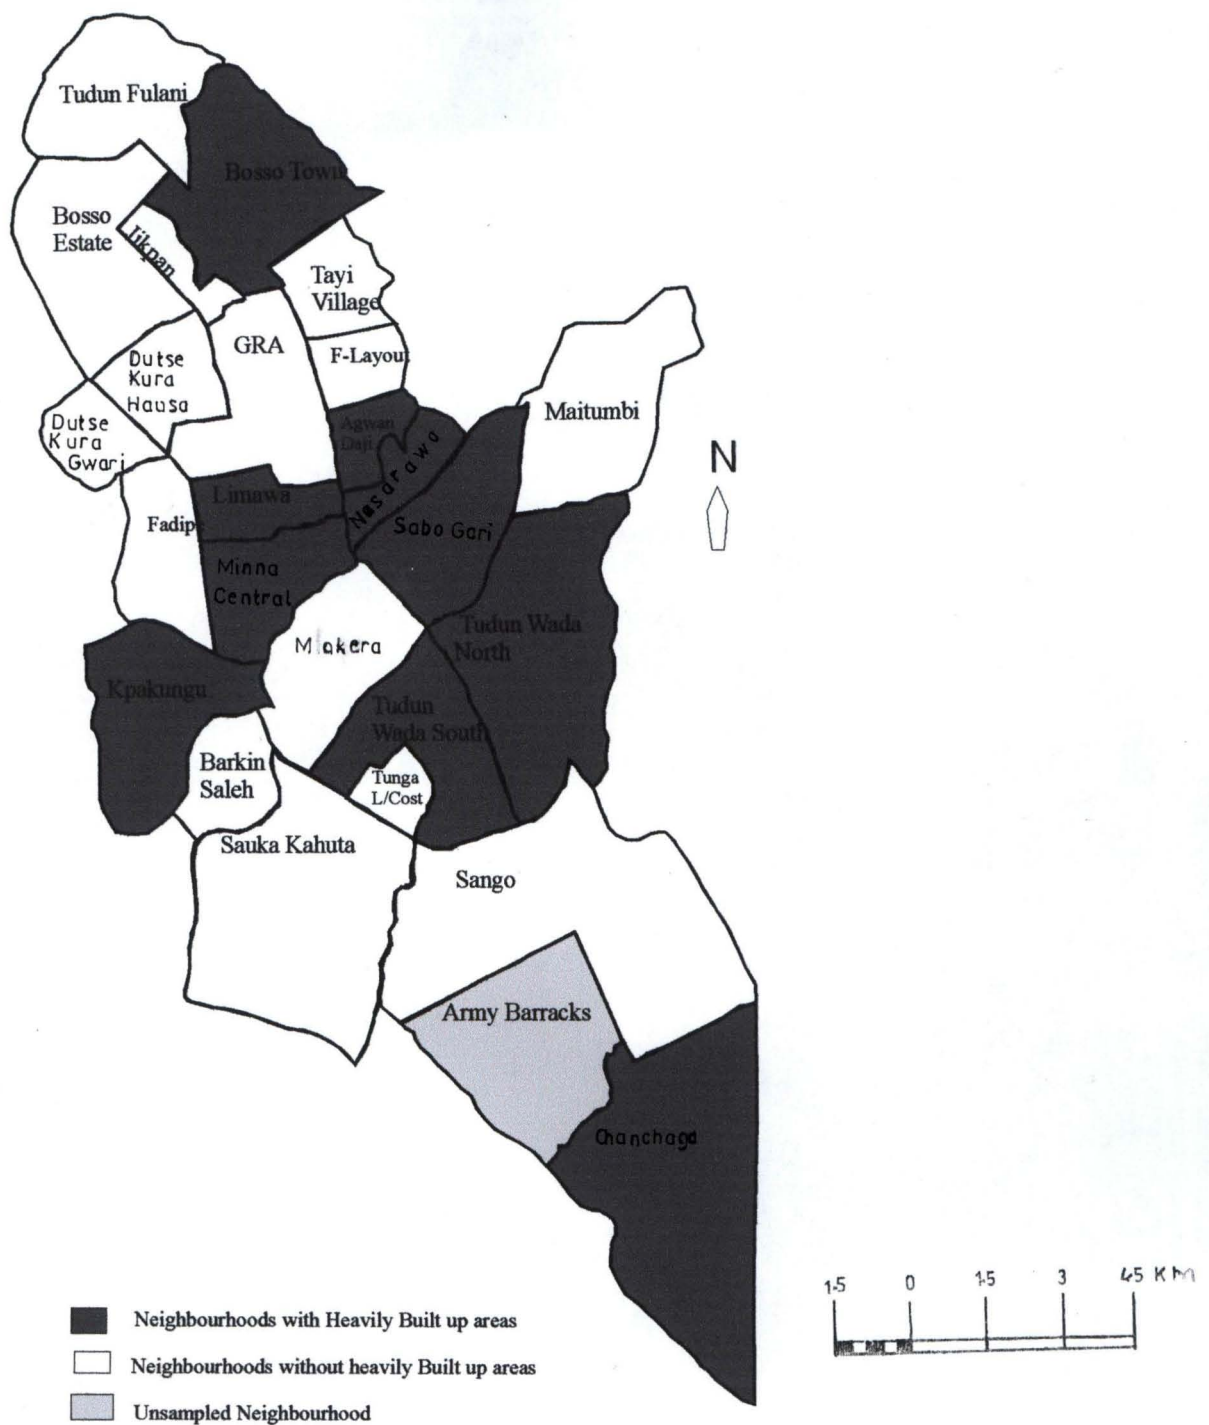 Tudun Fulani
Bosso Town
Bosso
Estate
Jikpan
Tayi
Village
GRA
F-Layout
Dutse
Kura
Hausa
Maitumbi
Dutse
Kura
Gwari
Agwan
Daji
Nasarawa
N
Limawa
Fadipe
Sabo Gari
Minna
Central
Tudun Wada
North
Makera
Kpakungu
Tudun
Wada South
Barkin
Saleh
Tunga
L/Cost
Sauka Kahuta
Sango
Army Barracks
Chanchaga
1·5 0 1·5 3 4·5 Km
Neighbourhoods with Heavily Built up areas
Neighbourhoods without heavily Built up areas
Unsampled Neighbourhood